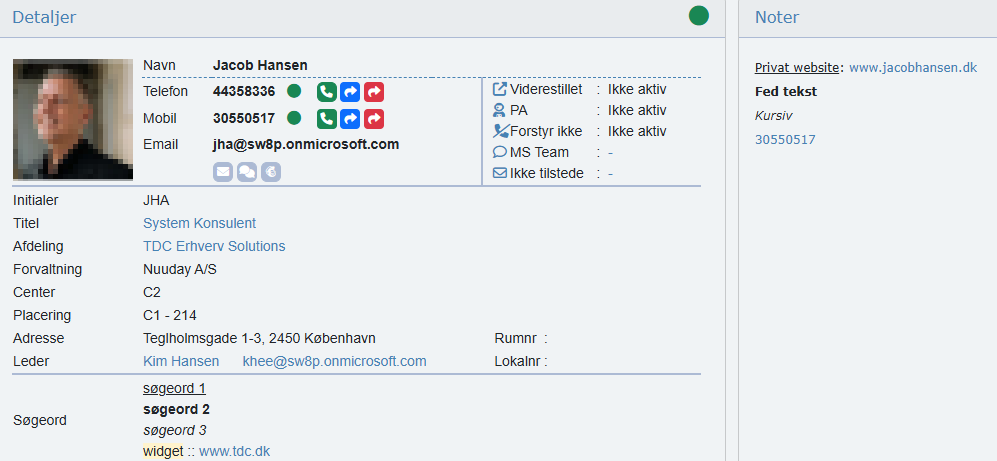 Detaljer
Navn Jacob Hansen
Telefon 44358336
Mobil 30550517
Email jha@sw8p.onmicrosoft.com
Viderestillet : Ikke aktiv
PA : Ikke aktiv
Forstyr ikke : Ikke aktiv
MS Team : -
Ikke tilstede : -
Initialer JHA
Titel System Konsulent
Afdeling TDC Erhverv Solutions
Forvaltning Nuuday A/S
Center C2
Placering C1 - 214
Adresse Teglholmsgade 1-3, 2450 København Rumnr :
Leder Kim Hansen khee@sw8p.onmicrosoft.com Lokalnr :
Søgeord
søgeord 1
søgeord 2
søgeord 3
widget :: www.tdc.dk
Noter
Privat website: www.jacobhansen.dk
Fed tekst
Kursiv
30550517